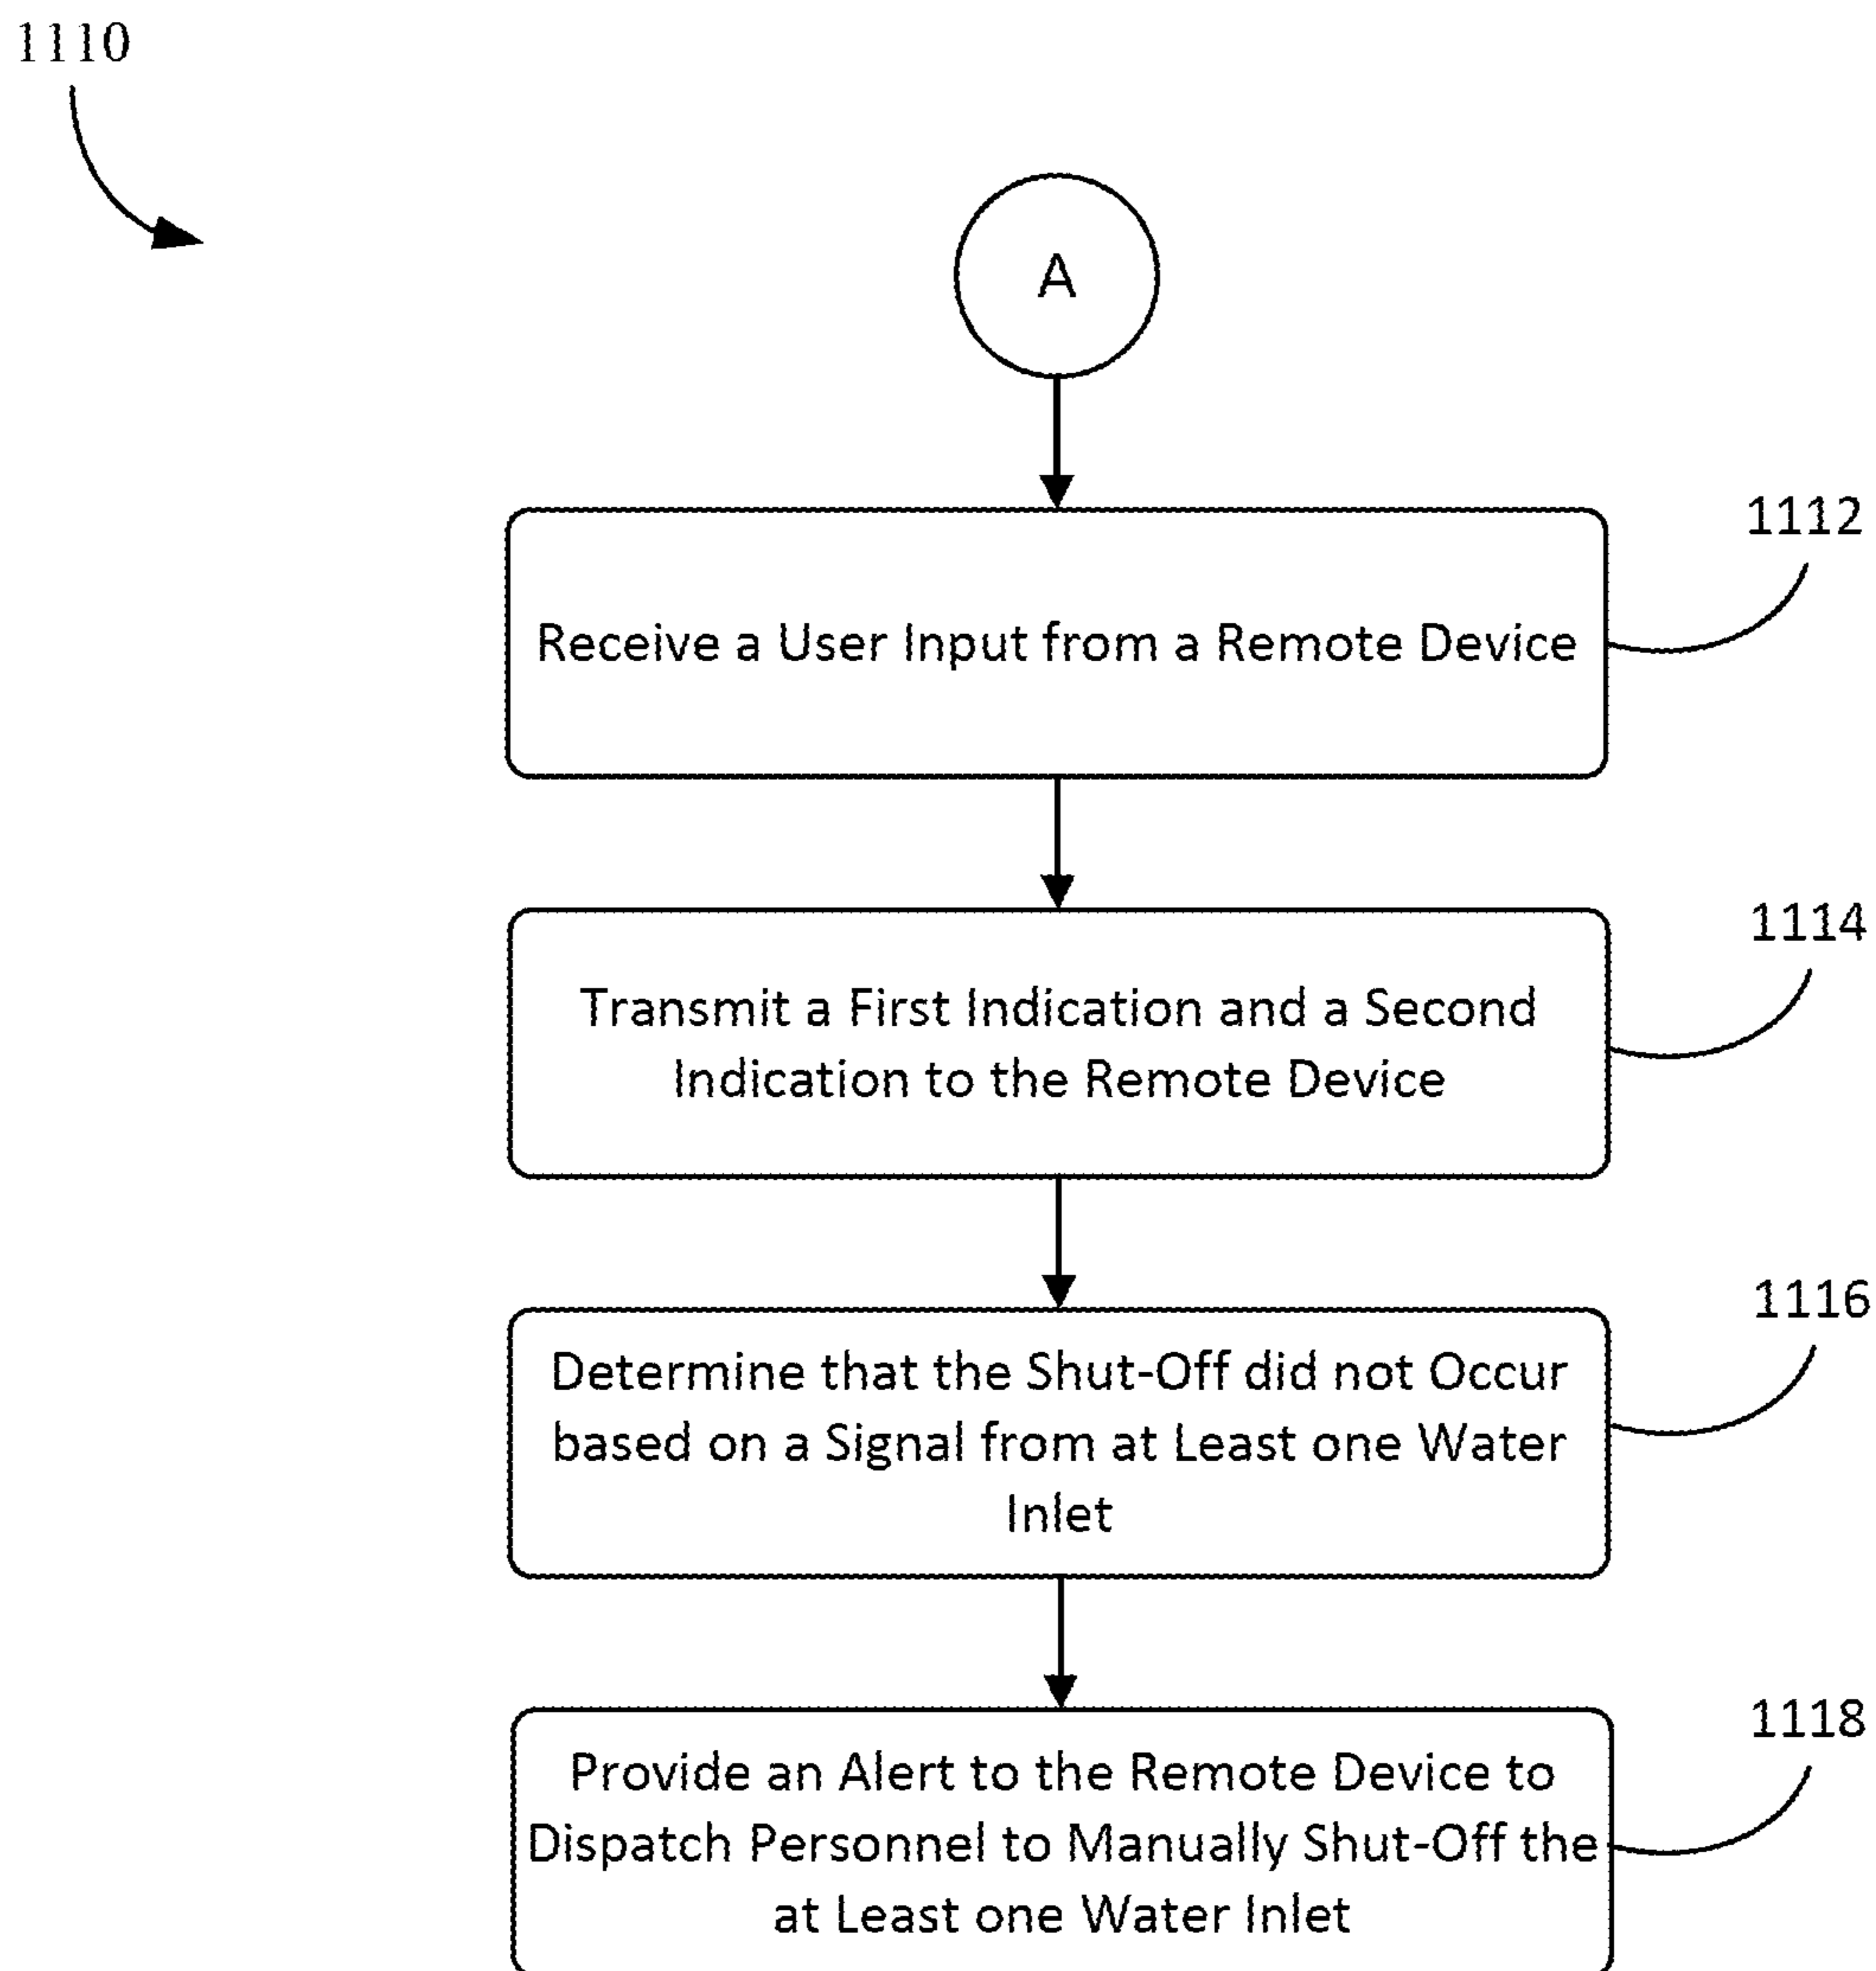 1110
A
1112
Receive a User Input from a Remote Device
1114
Transmit a First Indication and a Second
Indication to the Remote Device
1116
Determine that the Shut-Off did not Occur
based on a Signal from at Least one Water
Inlet
1118
Provide an Alert to the Remote Device to
Dispatch Personnel to Manually Shut-Off the
at Least one Water Inlet